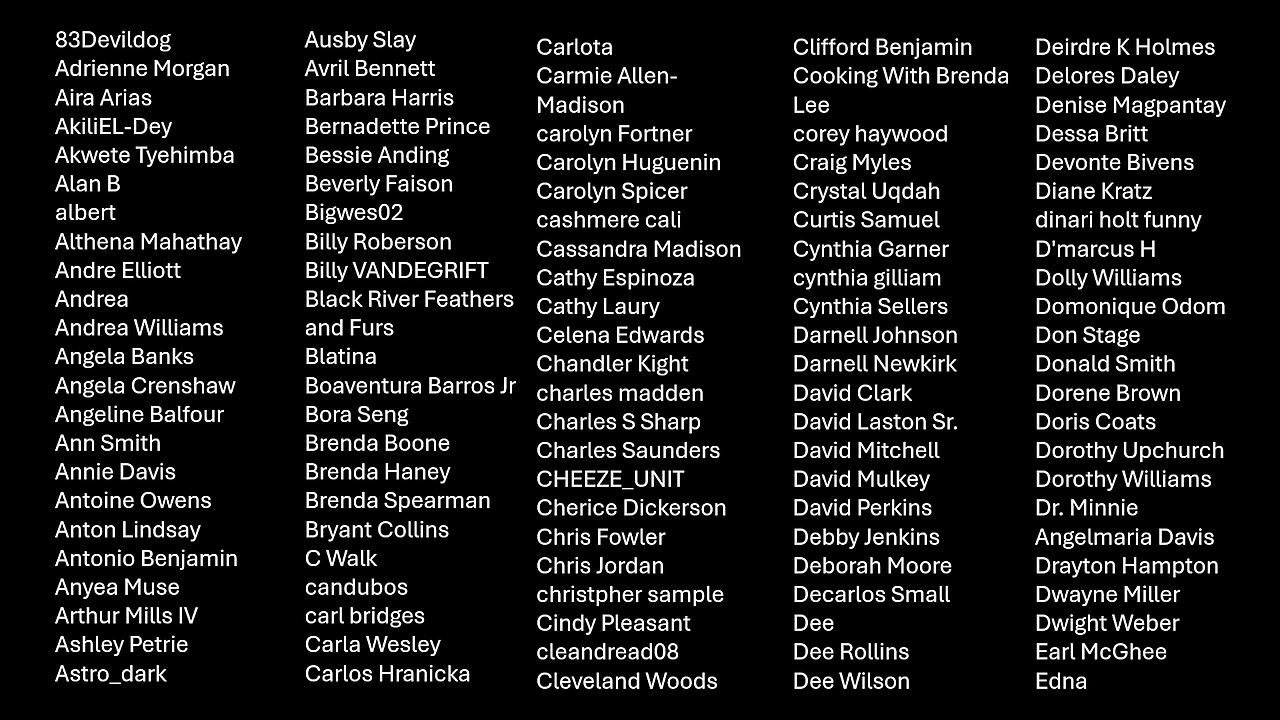 83Devildog
Adrienne Morgan
Aira Arias
AkiliEL-Dey
Akwete Tyehimba
Alan B
albert
Althena Mahathay
Andre Elliott
Andrea
Andrea Williams
Angela Banks
Angela Crenshaw
Angeline Balfour
Ann Smith
Annie Davis
Antoine Owens
Anton Lindsay
Antonio Benjamin
Anyea Muse
Arthur Mills IV
Ashley Petrie
Astro_dark
Ausby Slay
Avril Bennett
Barbara Harris
Bernadette Prince
Bessie Anding
Beverly Faison
Bigwes02
Billy Roberson
Billy VANDEGRIFT
Black River Feathers
and Furs
Blatina
Boaventura Barros Jr
Bora Seng
Brenda Boone
Brenda Haney
Brenda Spearman
Bryant Collins
C Walk
candubos
carl bridges
Carla Wesley
Carlos Hranicka
Carlota
Carmie Allen-
Madison
carolyn Fortner
Carolyn Huguenin
Carolyn Spicer
cashmere cali
Cassandra Madison
Cathy Espinoza
Cathy Laury
Celena Edwards
Chandler Kight
charles madden
Charles S Sharp
Charles Saunders
CHEEZE_UNIT
Cherice Dickerson
Chris Fowler
Chris Jordan
christpher sample
Cindy Pleasant
cleandread08
Cleveland Woods
Clifford Benjamin
Cooking With Brenda
Lee
corey haywood
Craig Myles
Crystal Uqdah
Curtis Samuel
Cynthia Garner
cynthia gilliam
Cynthia Sellers
Darnell Johnson
Darnell Newkirk
David Clark
David Laston Sr.
David Mitchell
David Mulkey
David Perkins
Debby Jenkins
Deborah Moore
Decarlos Small
Dee
Dee Rollins
Dee Wilson
Deirdre K Holmes
Delores Daley
Denise Magpantay
Dessa Britt
Devonte Bivens
Diane Kratz
dinari holt funny
D'marcus H
Dolly Williams
Domonique Odom
Don Stage
Donald Smith
Dorene Brown
Doris Coats
Dorothy Upchurch
Dorothy Williams
Dr. Minnie
Angelmaria Davis
Drayton Hampton
Dwayne Miller
Dwight Weber
Earl McGhee
Edna